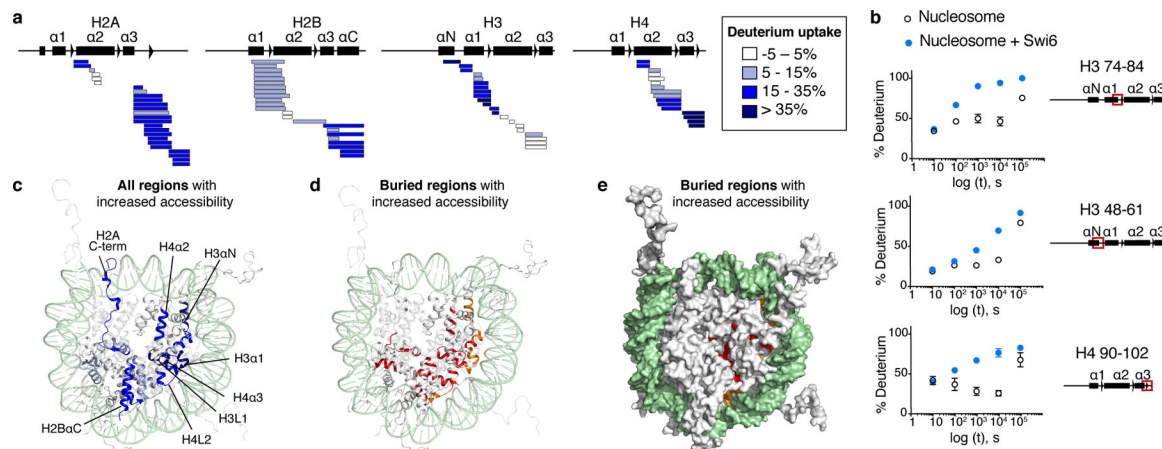 a
H2A
α1 α2 α3
H2B
α1 α2 α3 αC
H3
αN α1 α2 α3
H4
α1 α2 α3
Deuterium uptake
-5 – 5%
5 - 15%
15 - 35%
> 35%
b
Nucleosome
Nucleosome + Swi6
% Deuterium
100
50
0
1 10 10² 10³ 10⁴ 10⁵
log (t), s
H3 74-84
αN α1 α2 α3
% Deuterium
100
50
0
1 10 10² 10³ 10⁴ 10⁵
log (t), s
H3 48-61
αN α1 α2 α3
% Deuterium
100
50
0
1 10 10² 10³ 10⁴ 10⁵
log (t), s
H4 90-102
α1 α2 α3
c
All regions with
increased accessibility
H2A
C-term
H4α2
H3αN
H3α1
H4α3
H3L1
H4L2
H2BαC
d
Buried regions with
increased accessibility
e
Buried regions with
increased accessibility